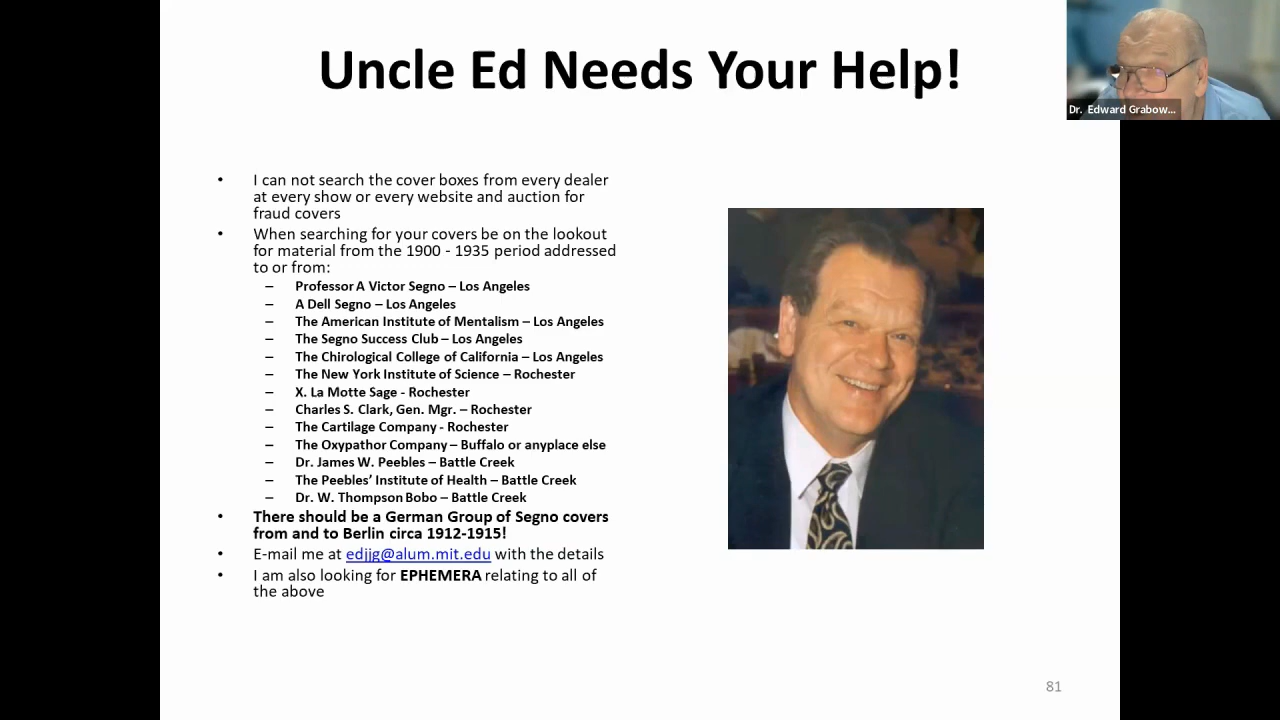 Uncle Ed Needs Your Help!
Dr. Edward Grabow...
• I can not search the cover boxes from every dealer
at every show or every website and auction for
fraud covers
• When searching for your covers be on the lookout
for material from the 1900 - 1935 period addressed
to or from:
– Professor A Victor Segno – Los Angeles
– A Dell Segno – Los Angeles
– The American Institute of Mentalism – Los Angeles
– The Segno Success Club – Los Angeles
– The Chirological College of California – Los Angeles
– The New York Institute of Science – Rochester
– X. La Motte Sage - Rochester
– Charles S. Clark, Gen. Mgr. – Rochester
– The Cartilage Company - Rochester
– The Oxypathor Company – Buffalo or anyplace else
– Dr. James W. Peebles – Battle Creek
– The Peebles' Institute of Health – Battle Creek
– Dr. W. Thompson Bobo – Battle Creek
• There should be a German Group of Segno covers
from and to Berlin circa 1912-1915!
• E-mail me at edjjg@alum.mit.edu with the details
• I am also looking for EPHEMERA relating to all of
the above
81